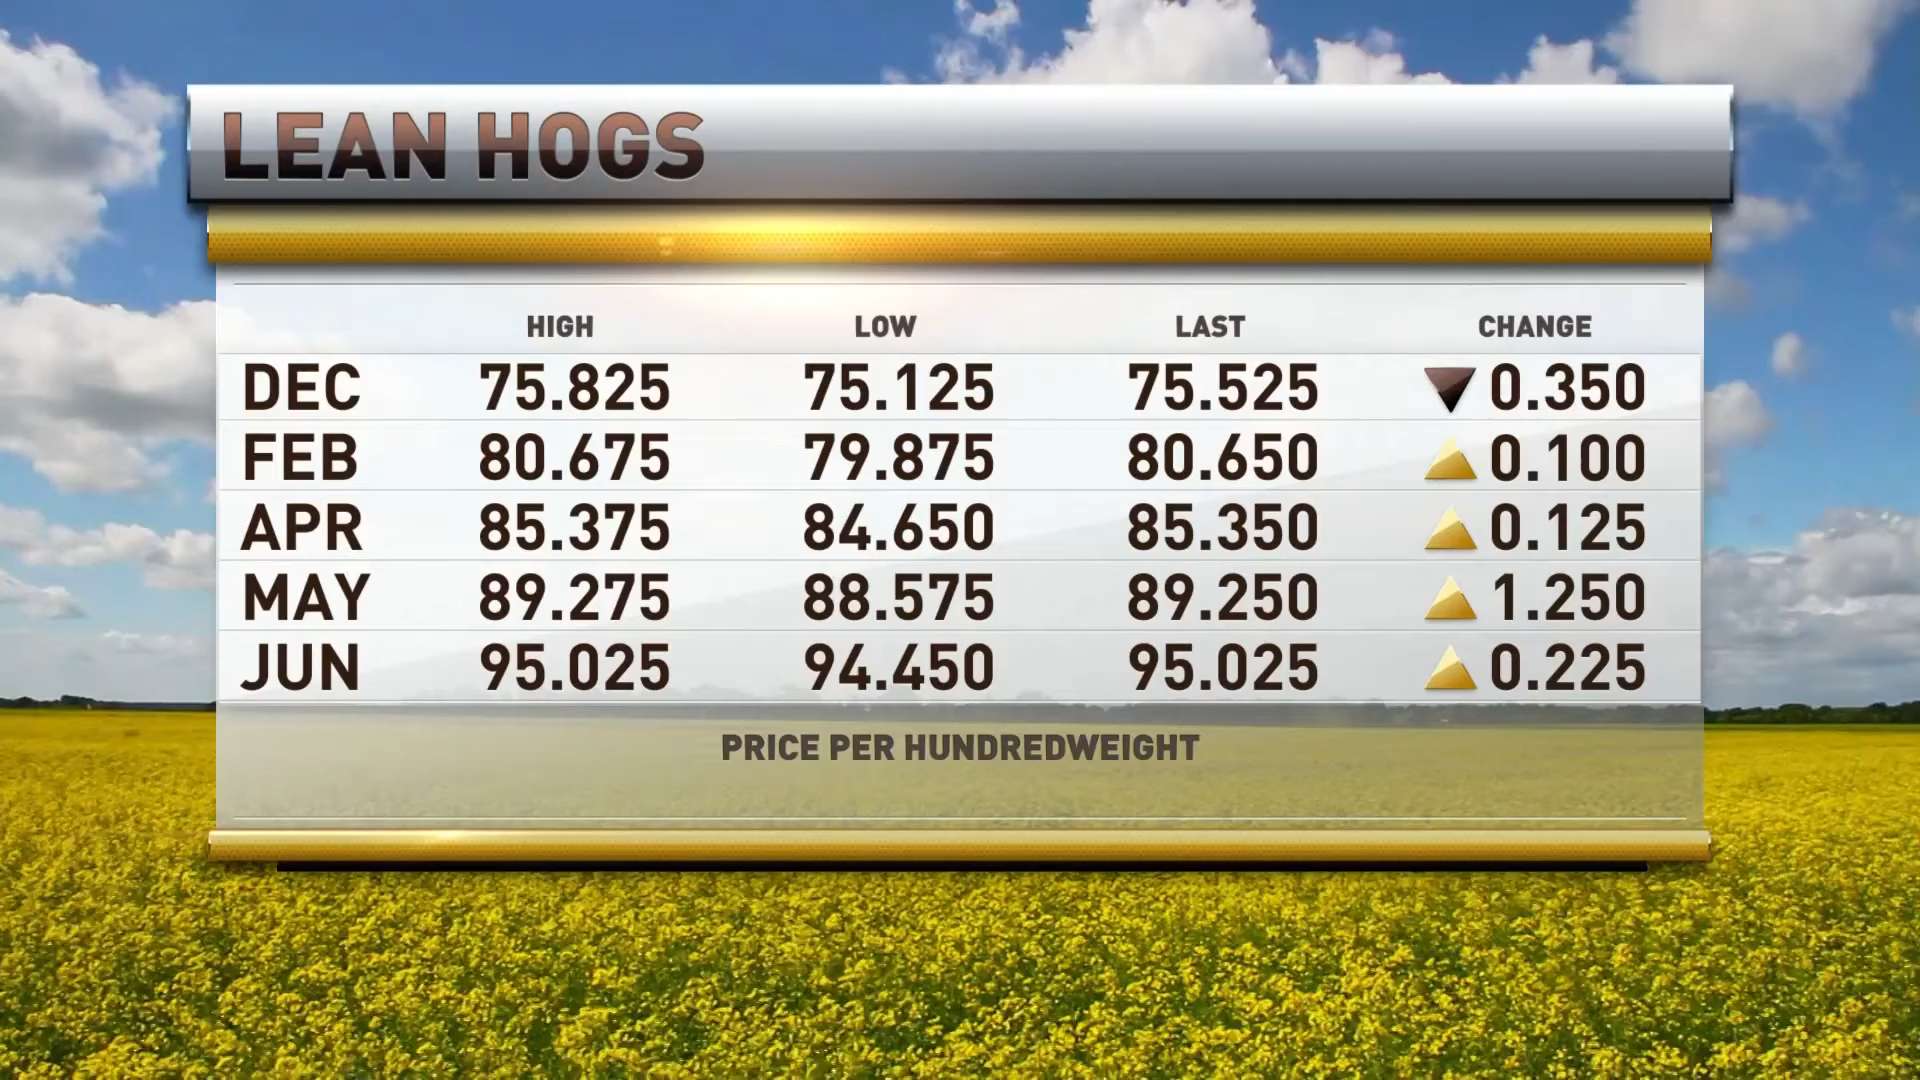 LEAN HOGS
HIGH LOW LAST CHANGE
DEC 75.825 75.125 75.525 ▼ 0.350
FEB 80.675 79.875 80.650 ▲ 0.100
APR 85.375 84.650 85.350 ▲ 0.125
MAY 89.275 88.575 89.250 ▲ 1.250
JUN 95.025 94.450 95.025 ▲ 0.225
PRICE PER HUNDREDWEIGHT